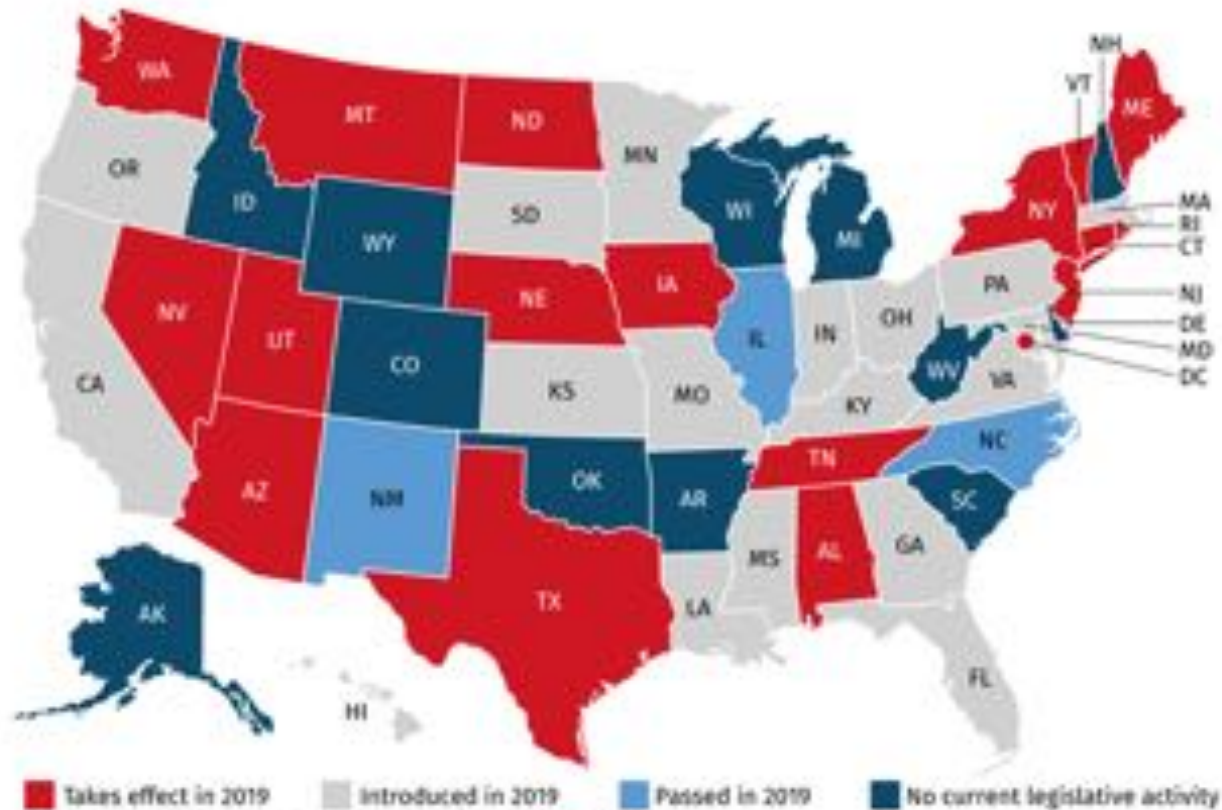 NH
VT
WA
MT
ND
ME
MN
OR
ID
SD
WI
NY
MA
RI
CT
WY
MI
NV
UT
NE
IA
PA
NJ
CO
IL
IN
OH
DE
MD
DC
CA
KS
MO
WV
VA
KY
AZ
NM
OK
AR
TN
NC
SC
TX
MS
AL
GA
LA
AK
HI
FL
Takes effect in 2019 Introduced in 2019 Passed in 2019 No current legislative activity